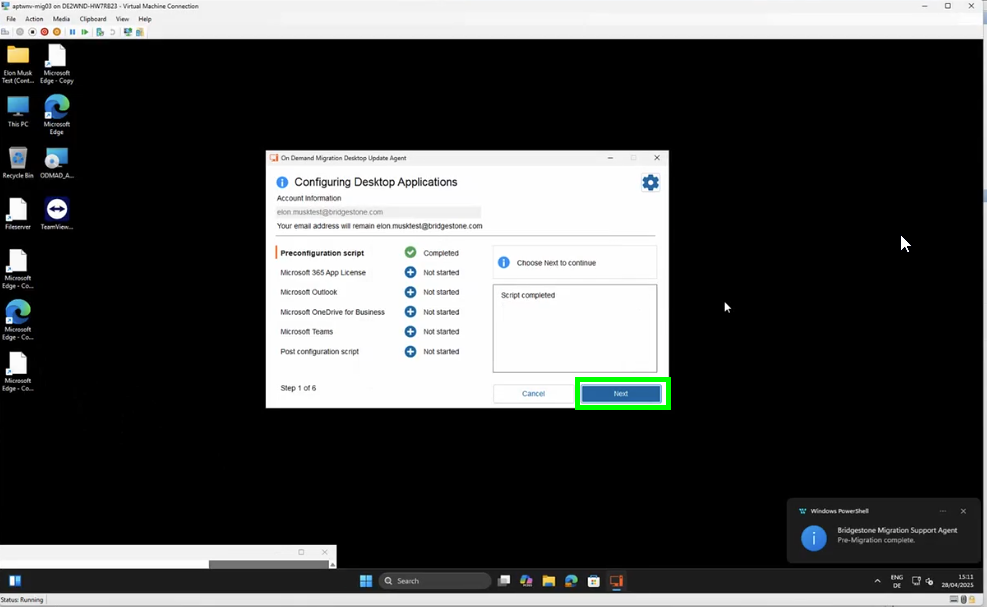 aptwnv-mig03 on DE2WND-HW7R823 - Virtual Machine Connection
File Action Media Clipboard View Help
Elon Musk Test (Cont...
Microsoft Edge - Copy
This PC
Microsoft Edge
Recycle Bin
ODMAD_A...
Fileserver
TeamView...
Microsoft Edge - Co...
Microsoft Edge - Co...
Microsoft Edge - Co...
On Demand Migration Desktop Update Agent
Configuring Desktop Applications
Account Information
elon.musktest@bridgestone.com
Your email address will remain elon.musktest@bridgestone.com
Preconfiguration script Completed
Microsoft 365 App License Not started
Microsoft Outlook Not started
Microsoft OneDrive for Business Not started
Microsoft Teams Not started
Post configuration script Not started
Step 1 of 6
Choose Next to continue
Script completed
Cancel Next
Windows PowerShell
Bridgestone Migration Support Agent
Pre-Migration complete.
Search
ENG
DE
15:11
28/04/2025
Status: Running